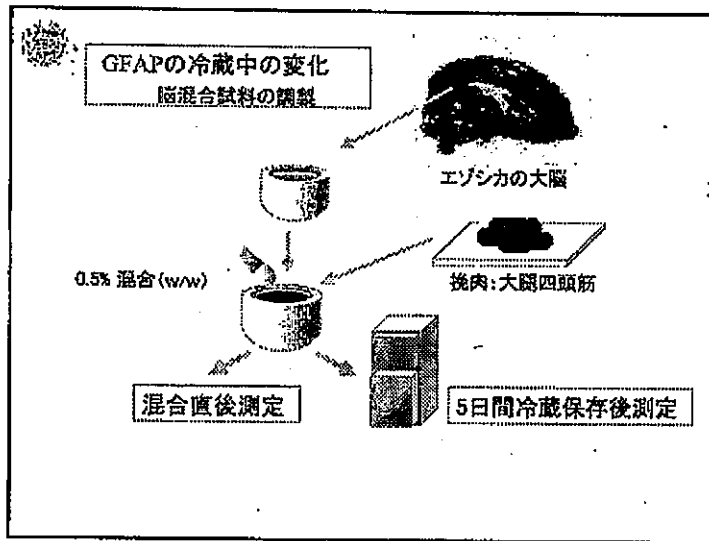 GFAPの冷蔵中の変化
脳混合試料の調製
エゾシカの大脳
0.5% 混合(w/w)
挽肉:大腿四頭筋
混合直後測定
5日間冷蔵保存後測定